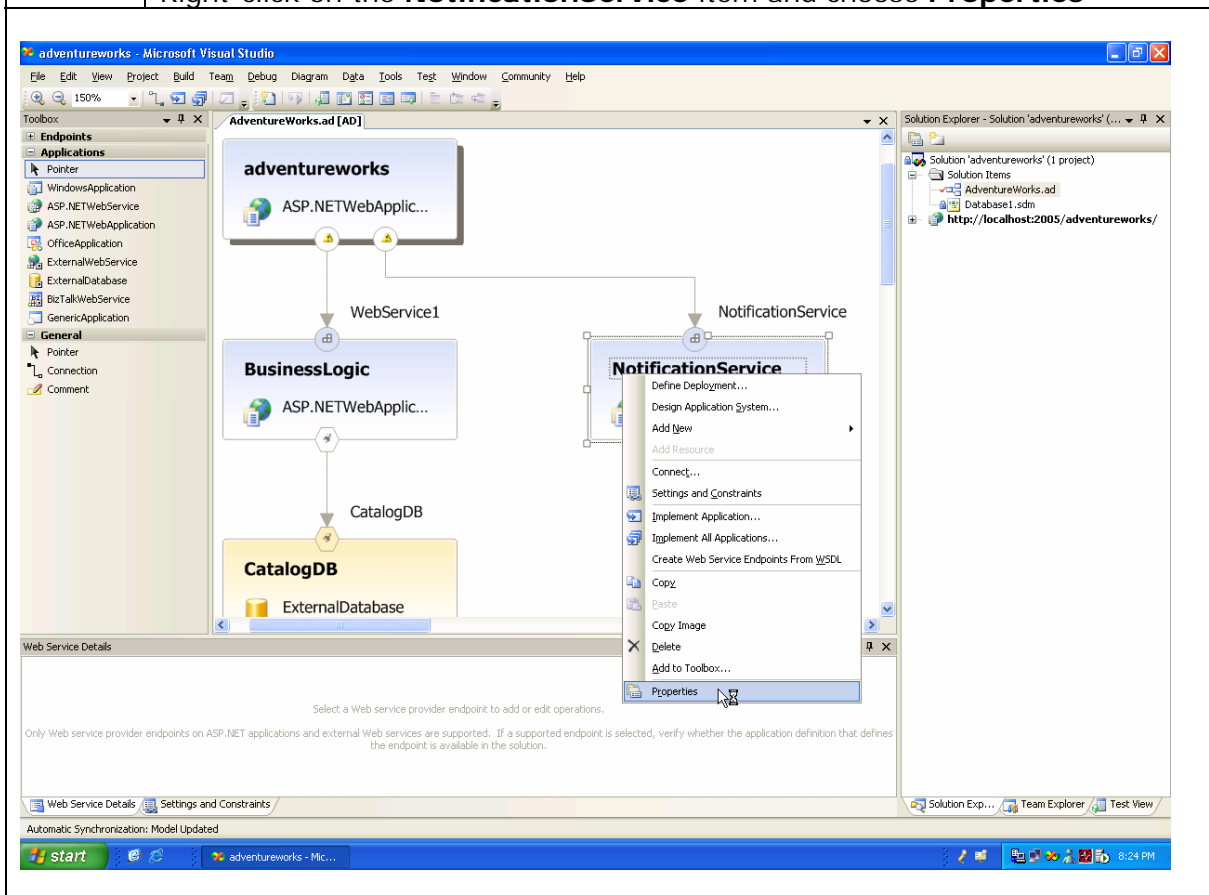 Right-click on the NotificationService item and choose Properties
adventureworks - Microsoft Visual Studio
File Edit View Project Build Team Debug Diagram Data Tools Test Window Community Help
150%
Toolbox
AdventureWorks.ad [AD]
Solution Explorer - Solution 'adventureworks' (...
Endpoints
Applications
Pointer
WindowsApplication
ASP.NETWebService
ASP.NETWebApplication
OfficeApplication
ExternalWebService
ExternalDatabase
BizTalkWebService
GenericApplication
General
Pointer
Connection
Comment
adventureworks
ASP.NETWebApplic...
WebService1
NotificationService
BusinessLogic
ASP.NETWebApplic...
NotificationService
CatalogDB
CatalogDB
ExternalDatabase
Define Deployment...
Design Application System...
Add New
Add Resource
Connect...
Settings and Constraints
Implement Application...
Implement All Applications...
Create Web Service Endpoints From WSDL
Copy
Paste
Copy Image
Delete
Add to Toolbox...
Properties
Solution 'adventureworks' (1 project)
Solution Items
AdventureWorks.ad
Database1.sdm
http://localhost:2005/adventureworks/
Web Service Details
Select a Web service provider endpoint to add or edit operations.
Only Web service provider endpoints on ASP.NET applications and external Web services are supported. If a supported endpoint is selected, verify whether the application definition that defines
the endpoint is available in the solution.
Web Service Details Settings and Constraints
Solution Exp... Team Explorer Test View
Automatic Synchronization: Model Updated
start
adventureworks - Mic...
8:24 PM